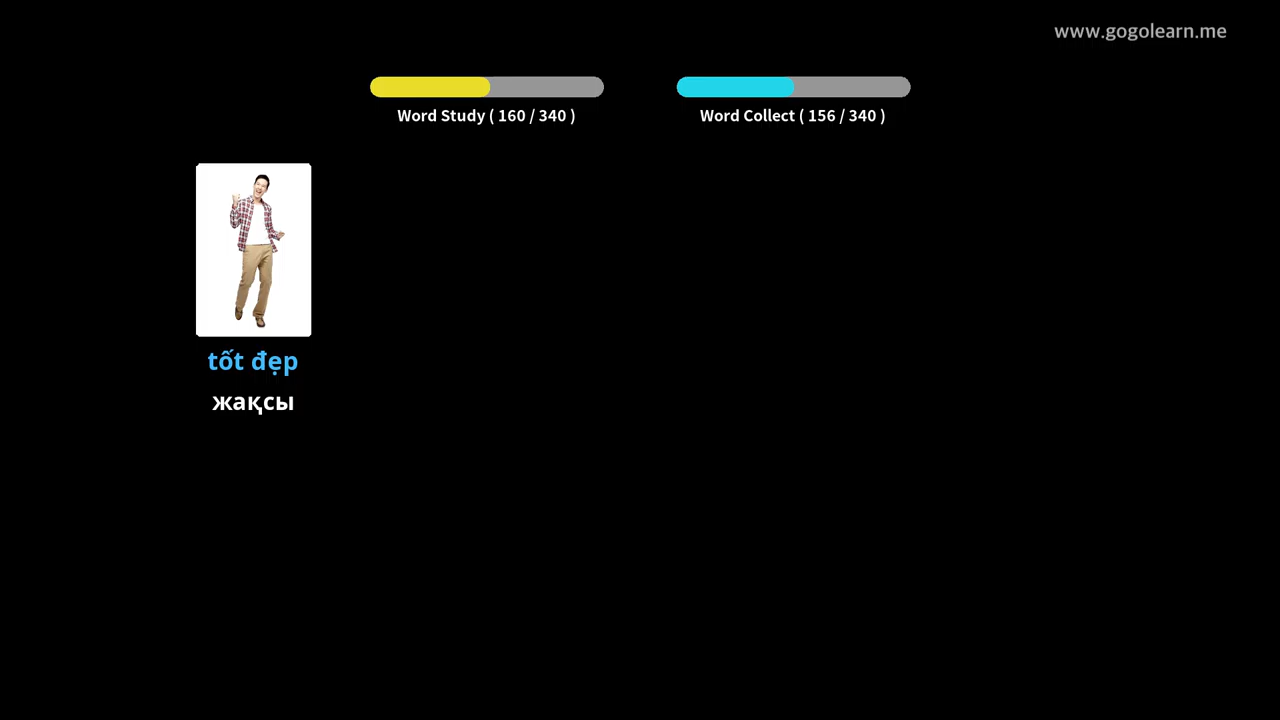 www.gogolearn.me
Word Study ( 160 / 340 )
Word Collect ( 156 / 340 )
tốt đẹp
жақсы